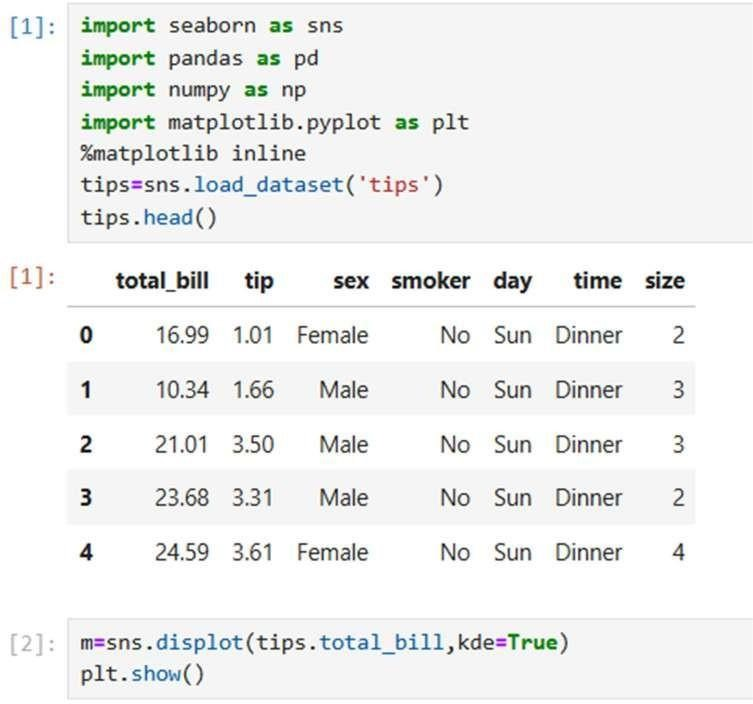 [1]: import seaborn as sns
import pandas as pd
import numpy as np
import matplotlib.pyplot as plt
%matplotlib inline
tips=sns.load_dataset('tips')
tips.head()
[1]: total_bill tip sex smoker day time size
0 16.99 1.01 Female No Sun Dinner 2
1 10.34 1.66 Male No Sun Dinner 3
2 21.01 3.50 Male No Sun Dinner 3
3 23.68 3.31 Male No Sun Dinner 2
4 24.59 3.61 Female No Sun Dinner 4
[2]: m=sns.displot(tips.total_bill,kde=True)
plt.show()